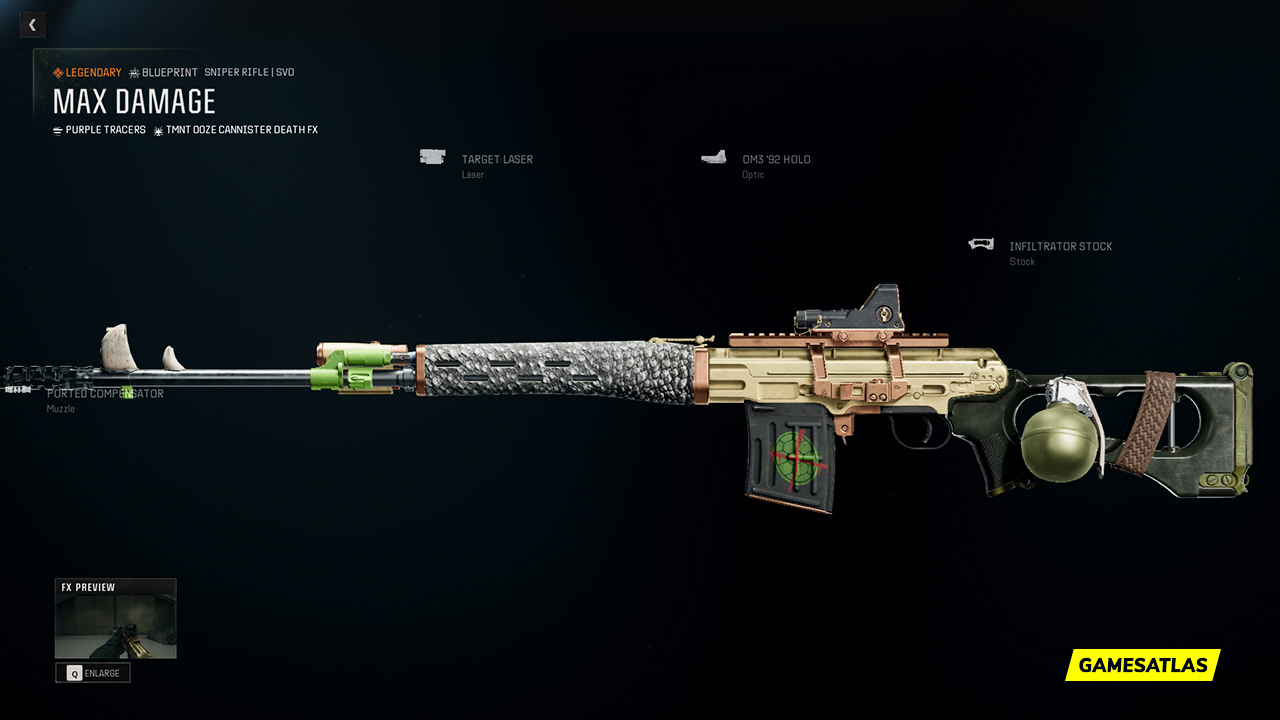 LEGENDARY BLUEPRINT SNIPER RIFLE | SVD
MAX DAMAGE
PURPLE TRACERS TMNT OOZE CANNISTER DEATH FX
TARGET LASER
Laser
OM3 '92 HOLO
Optic
INFILTRATOR STOCK
Stock
PORTED COMPENSATOR
Muzzle
FX PREVIEW
Q ENLARGE
GAMESATLAS